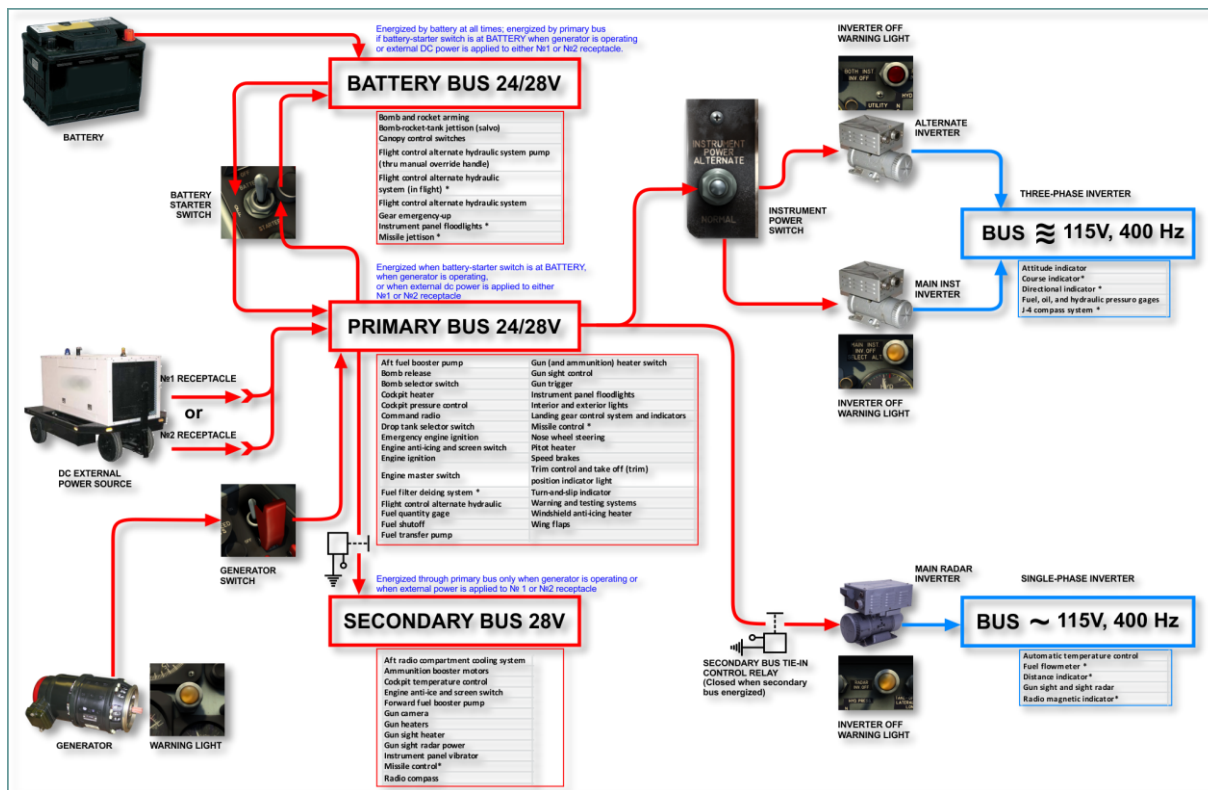 Energized by battery at all times; energized by primary bus
if battery-starter switch is at BATTERY when generator is operating
or external DC power is applied to either №1 or №2 receptacle.
BATTERY BUS 24/28V
BATTERY
Bomb and rocket arming
Bomb-rocket-tank jettison (salvo)
Canopy control switches
Flight control alternate hydraulic system pump
(thru manual override handle)
Flight control alternate hydraulic
system (in flight) *
Flight control alternate hydraulic system
Gear emergency-up
Instrument panel floodlights *
Missile jettison *
BATTERY
STARTER
SWITCH
OFF
STARTER
Energized when battery-starter switch is at BATTERY,
when generator is operating,
or when external dc power is applied to either
№1 or №2 receptacle
PRIMARY BUS 24/28V
№1 RECEPTACLE
or
№2 RECEPTACLE
DC EXTERNAL
POWER SOURCE
Aft fuel booster pump
Bomb release
Bomb selector switch
Cockpit heater
Cockpit pressure control
Command radio
Drop tank selector switch
Emergency engine ignition
Engine anti-icing and screen switch
Engine ignition
Engine master switch
Fuel filter deicing system *
Flight control alternate hydraulic
Fuel quantity gage
Fuel shutoff
Fuel transfer pump
Gun (and ammunition) heater switch
Gun sight control
Gun trigger
Instrument panel floodlights
Interior and exterior lights
Landing gear control system and indicators
Missile control *
Nose wheel steering
Pitot heater
Speed brakes
Trim control and take off (trim)
position indicator light
Turn-and-slip indicator
Warning and testing systems
Windshield anti-icing heater
Wing flaps
GENERATOR
SWITCH
GENERATOR
WARNING LIGHT
Energized through primary bus only when generator is operating or
when external power is applied to № 1 or №2 receptacle
SECONDARY BUS 28V
Aft radio compartment cooling system
Ammunition booster motors
Cockpit temperature control
Engine anti-ice and screen switch
Forward fuel booster pump
Gun camera
Gun heaters
Gun sight heater
Gun sight radar power
Instrument panel vibrator
Missile control*
Radio compass
INSTRUMENT
POWER
ALTERNATE
NORMAL
INSTRUMENT
POWER
SWITCH
INVERTER OFF
WARNING LIGHT
BOTH INST
INV OFF
UTILITY
ALTERNATE
INVERTER
MAIN INST
INVERTER
MAIN INST
INV OFF
SELECT ALT
INVERTER OFF
WARNING LIGHT
THREE-PHASE INVERTER
BUS ≋ 115V, 400 Hz
Attitude indicator
Course indicator*
Directional indicator *
Fuel, oil, and hydraulic pressuro gages
J-4 compass system *
MAIN RADAR
INVERTER
SECONDARY BUS TIE-IN
CONTROL RELAY
(Closed when secondary
bus energized)
RADAR
INV OFF
INVERTER OFF
WARNING LIGHT
SINGLE-PHASE INVERTER
BUS ~ 115V, 400 Hz
Automatic temperature control
Fuel flowmeter *
Distance indicator*
Gun sight and sight radar
Radio magnetic indicator*